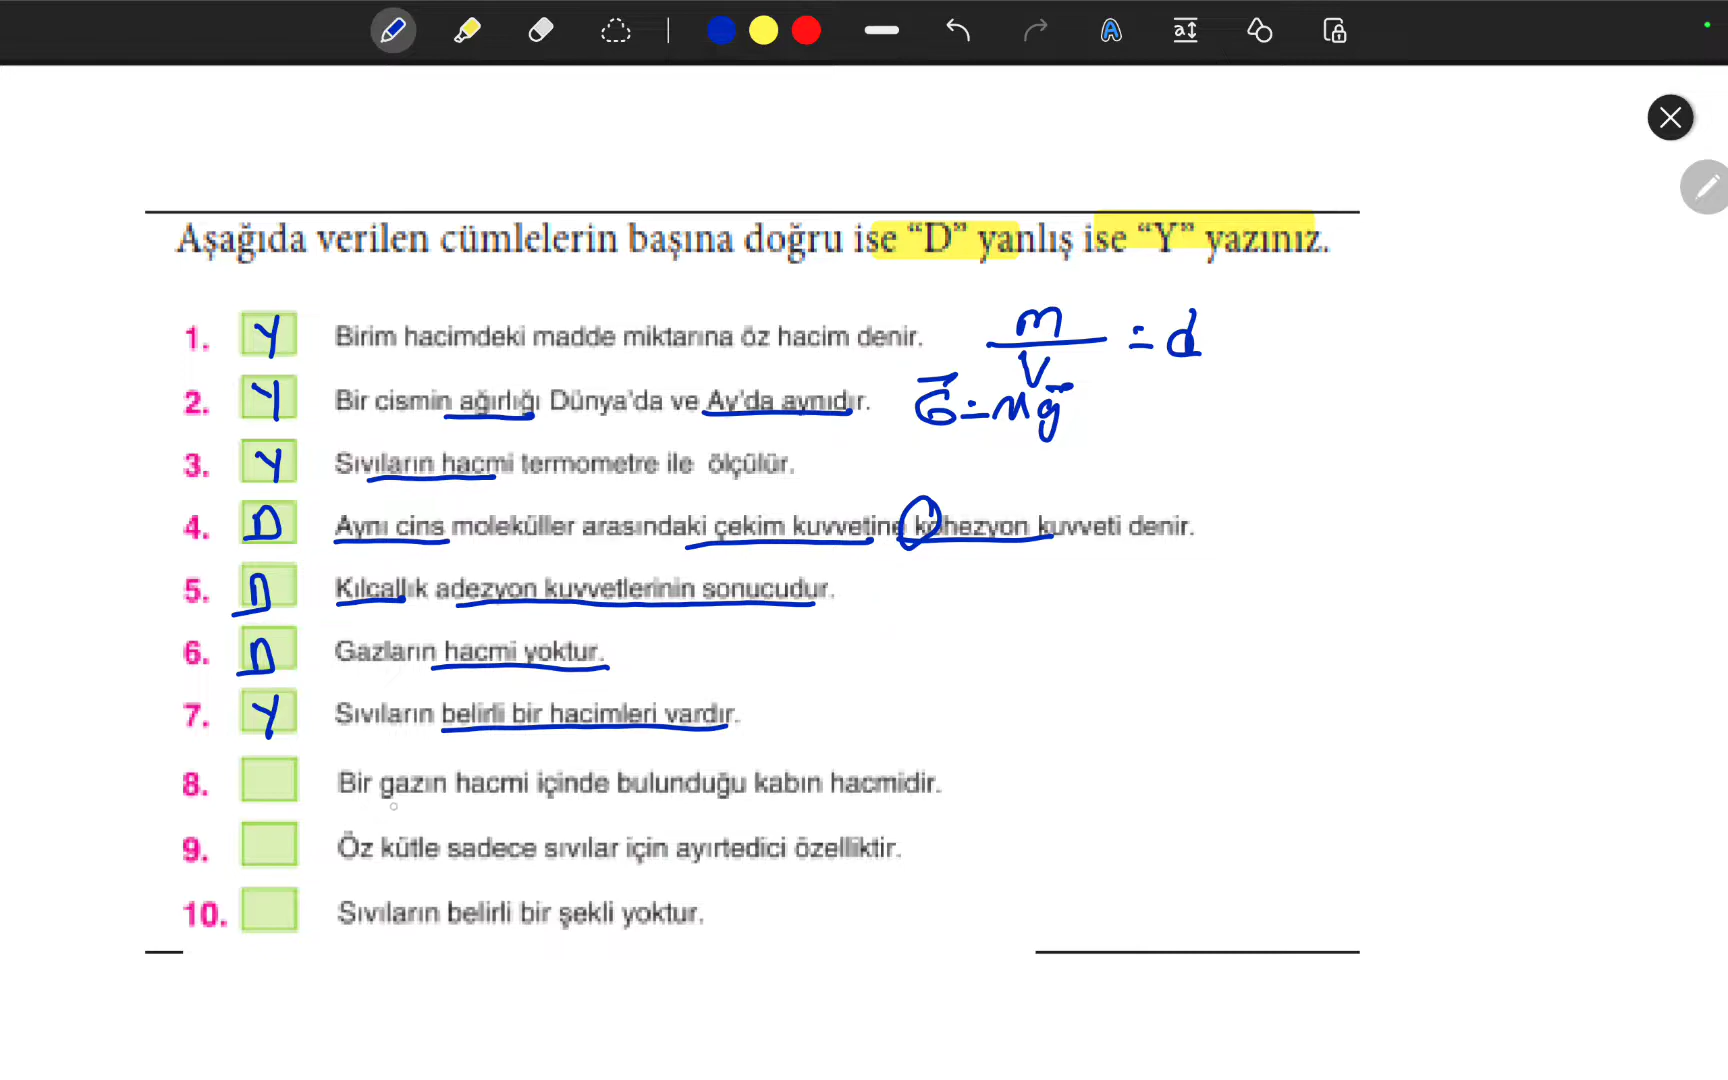 Aşağıda verilen cümlelerin başına doğru ise “D” yanlış ise “Y” yazınız.
1. Y Birim hacimdeki madde miktarına öz hacim denir. m/V = d
2. Y Bir cismin ağırlığı Dünya'da ve Ay'da aynıdır. G = mg
3. Y Sıvıların hacmi termometre ile ölçülür.
4. D Aynı cins moleküller arasındaki çekim kuvvetine kohezyon kuvveti denir.
5. D Kılcallık adezyon kuvvetlerinin sonucudur.
6. D Gazların hacmi yoktur.
7. Y Sıvıların belirli bir hacimleri vardır.
8. Bir gazın hacmi içinde bulunduğu kabın hacmidir.
9. Öz kütle sadece sıvılar için ayırtedici özelliktir.
10. Sıvıların belirli bir şekli yoktur.